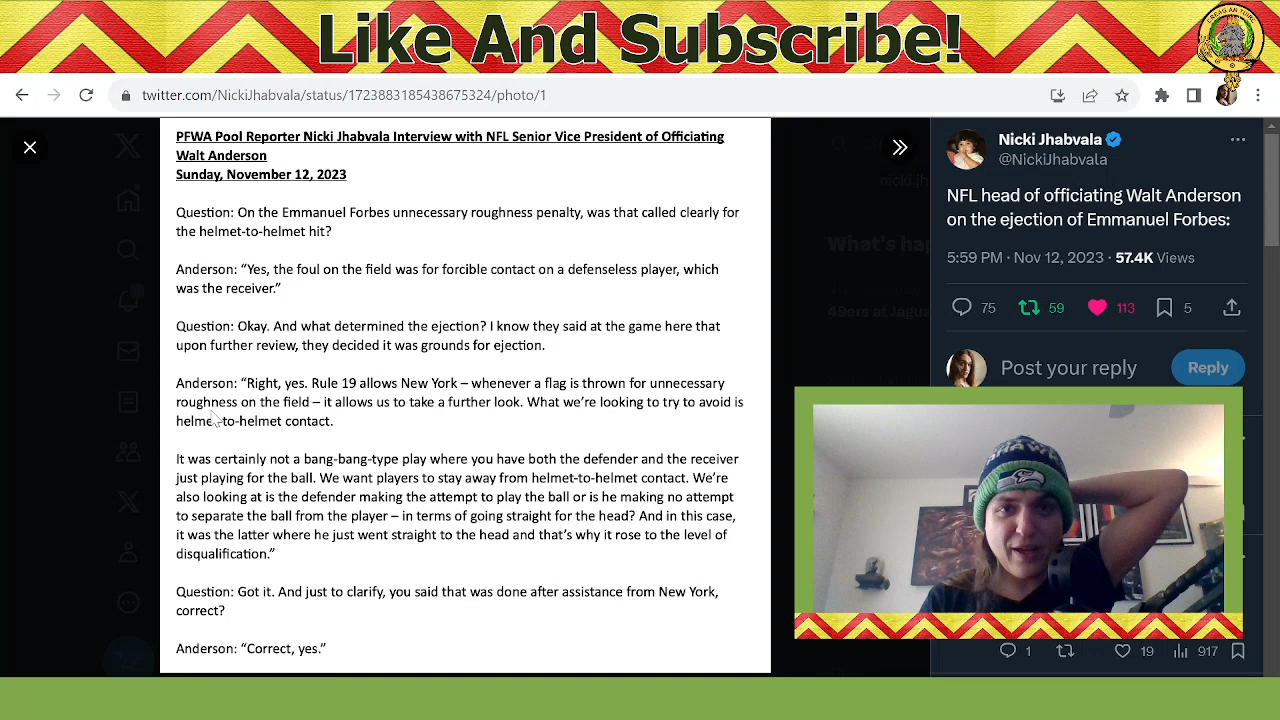 Like And Subscribe!
CREAG AN TUIRC
twitter.com/NickiJhabvala/status/1723883185438675324/photo/1
PFWA Pool Reporter Nicki Jhabvala Interview with NFL Senior Vice President of Officiating
Walt Anderson
Sunday, November 12, 2023
Question: On the Emmanuel Forbes unnecessary roughness penalty, was that called clearly for
the helmet-to-helmet hit?
Anderson: “Yes, the foul on the field was for forcible contact on a defenseless player, which
was the receiver.”
Question: Okay. And what determined the ejection? I know they said at the game here that
upon further review, they decided it was grounds for ejection.
Anderson: “Right, yes. Rule 19 allows New York – whenever a flag is thrown for unnecessary
roughness on the field – it allows us to take a further look. What we’re looking to try to avoid is
helmet-to-helmet contact.
It was certainly not a bang-bang-type play where you have both the defender and the receiver
just playing for the ball. We want players to stay away from helmet-to-helmet contact. We’re
also looking at is the defender making the attempt to play the ball or is he making no attempt
to separate the ball from the player – in terms of going straight for the head? And in this case,
it was the latter where he just went straight to the head and that’s why it rose to the level of
disqualification.”
Question: Got it. And just to clarify, you said that was done after assistance from New York,
correct?
Anderson: “Correct, yes.”
nicki.jh
What's hap
49ers at Jagua
Nicki Jhabvala
@NickiJhabvala
NFL head of officiating Walt Anderson
on the ejection of Emmanuel Forbes:
5:59 PM · Nov 12, 2023 · 57.4K Views
75 59 113 5
Post your reply
Reply
1 19 917